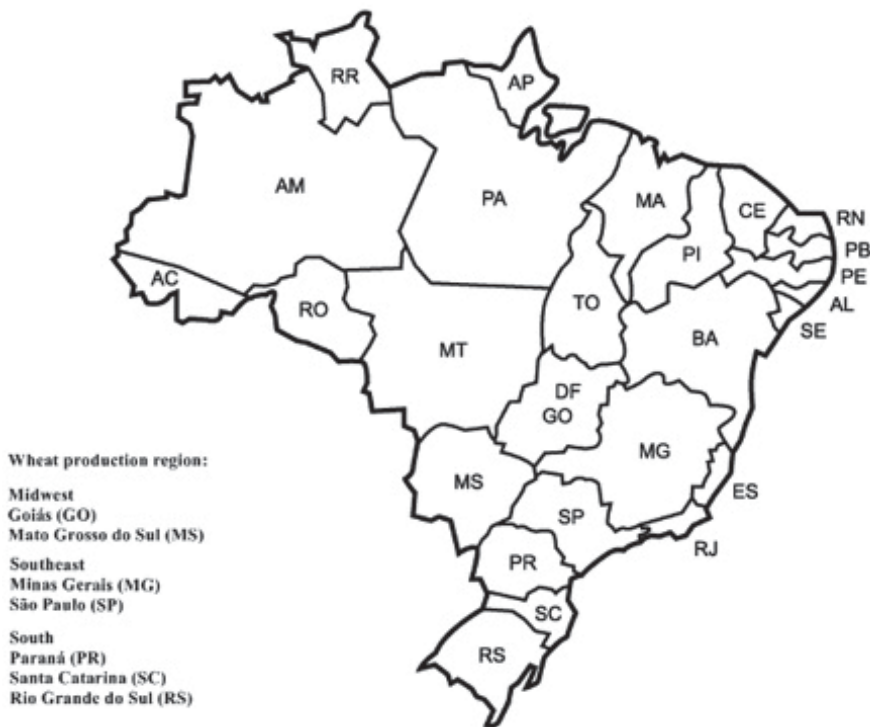 RR
AP
AM
PA
MA
CE
RN
PB
PI
PE
AC
AL
RO
TO
SE
BA
MT
DF
GO
MG
MS
ES
SP
RJ
PR
SC
RS
Wheat production region:
Midwest
Goiás (GO)
Mato Grosso do Sul (MS)
Southeast
Minas Gerais (MG)
São Paulo (SP)
South
Paraná (PR)
Santa Catarina (SC)
Rio Grande do Sul (RS)